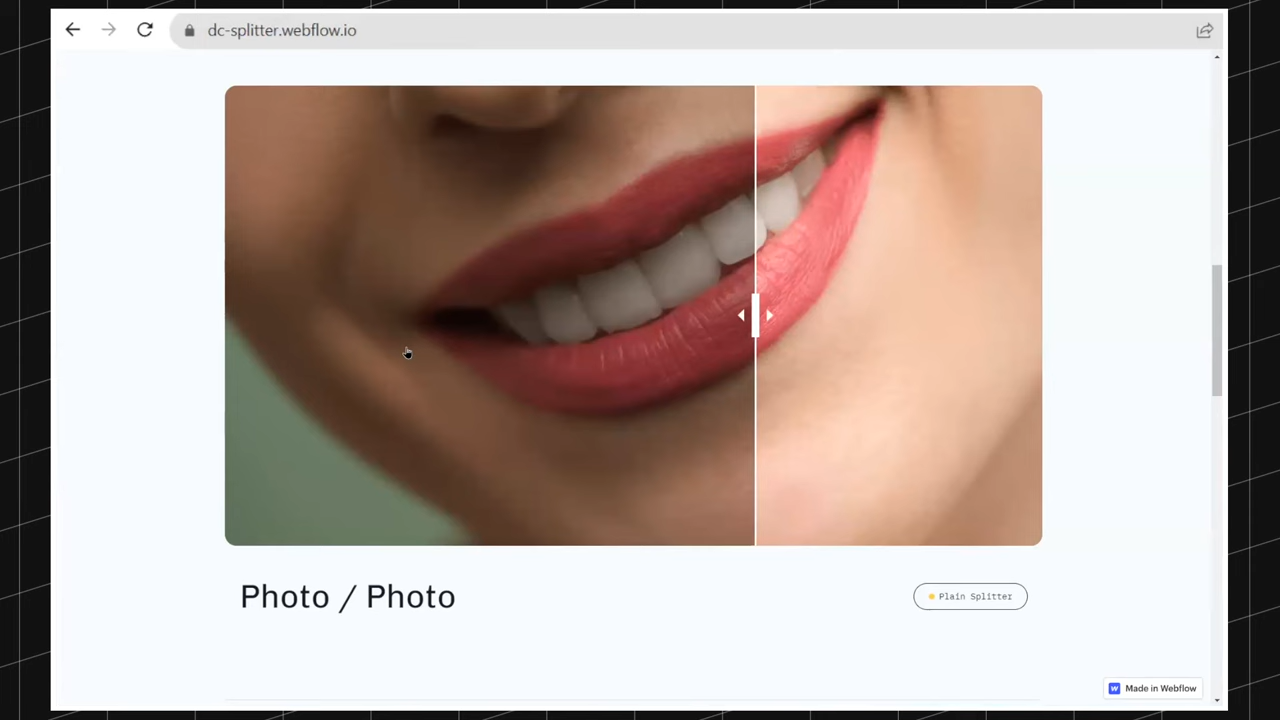 dc-splitter.webflow.io
Photo / Photo
Plain Splitter
Made in Webflow